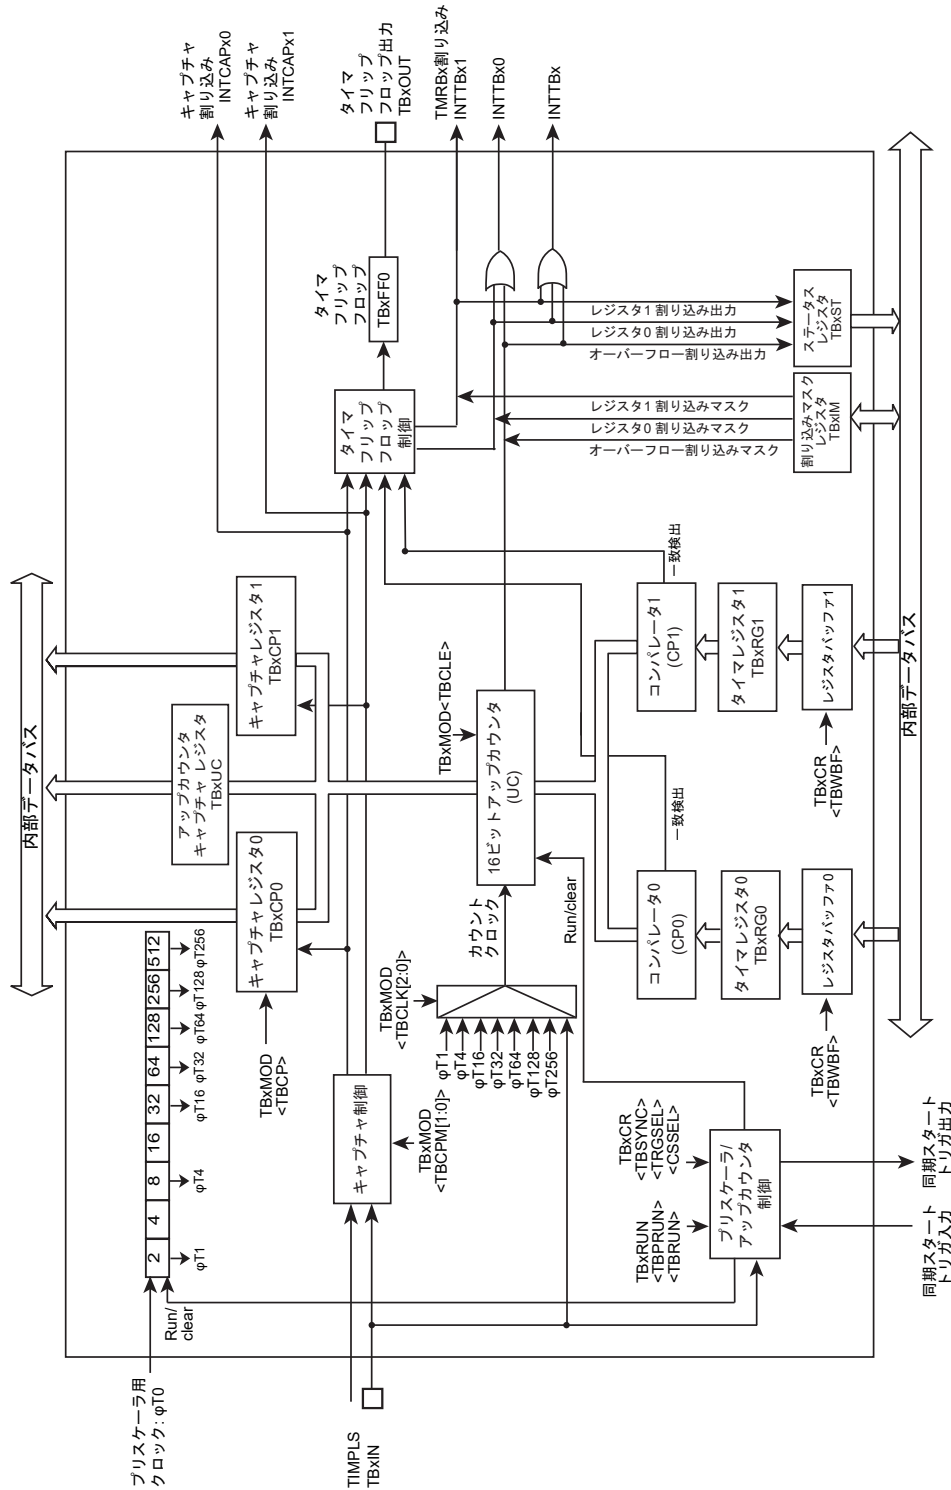 内部データバス
プリスケーラ用
クロック: φT0
Run/
clear
2
4
8
16
32
64
128
256
512
φT1
φT4
φT16
φT32
φT64
φT128
φT256
TBxMOD
<TBCP>
キャプチャレジスタ0
TBxCP0
アップカウンタ
キャプチャ レジスタ
TBxUC
キャプチャレジスタ1
TBxCP1
キャプチャ
割り込み
INTCAPx0
キャプチャ
割り込み
INTCAPx1
TIMPLS
TBxIN
キャプチャ制御
TBxMOD
<TBCPM[1:0]>
タイマ
フリップ
フロップ
制御
タイマ
フリップ
フロップ
TBxFF0
タイマ
フリップ
フロップ出力
TBxOUT
TMRBx割り込み
INTTBx1
INTTBx0
INTTBx
TBxMOD
<TBCLK[2:0]>
φT1
φT4
φT16
φT32
φT64
φT128
φT256
カウント
クロック
TBxMOD<TBCLE>
16ビットアップカウンタ
(UC)
Run/clear
レジスタ1 割り込みマスク
レジスタ0 割り込みマスク
オーバーフロー割り込みマスク
レジスタ1 割り込み出力
レジスタ0 割り込み出力
オーバーフロー割り込み出力
TBxRUN
<TBPRUN>
<TBRUN>
TBxCR
<TBSYNC>
<TRGSEL>
<CSSEL>
プリスケーラ/
アップカウンタ
制御
一致検出
コンパレータ0
(CP0)
タイマレジスタ0
TBxRG0
レジスタバッファ0
TBxCR
<TBWBF>
一致検出
コンパレータ1
(CP1)
タイマレジスタ1
TBxRG1
レジスタバッファ1
TBxCR
<TBWBF>
割り込みマスク
レジスタ
TBxIM
ステータス
レジスタ
TBxST
内部データバス
同期スタート
トリガ入力
同期スタート
トリガ出力